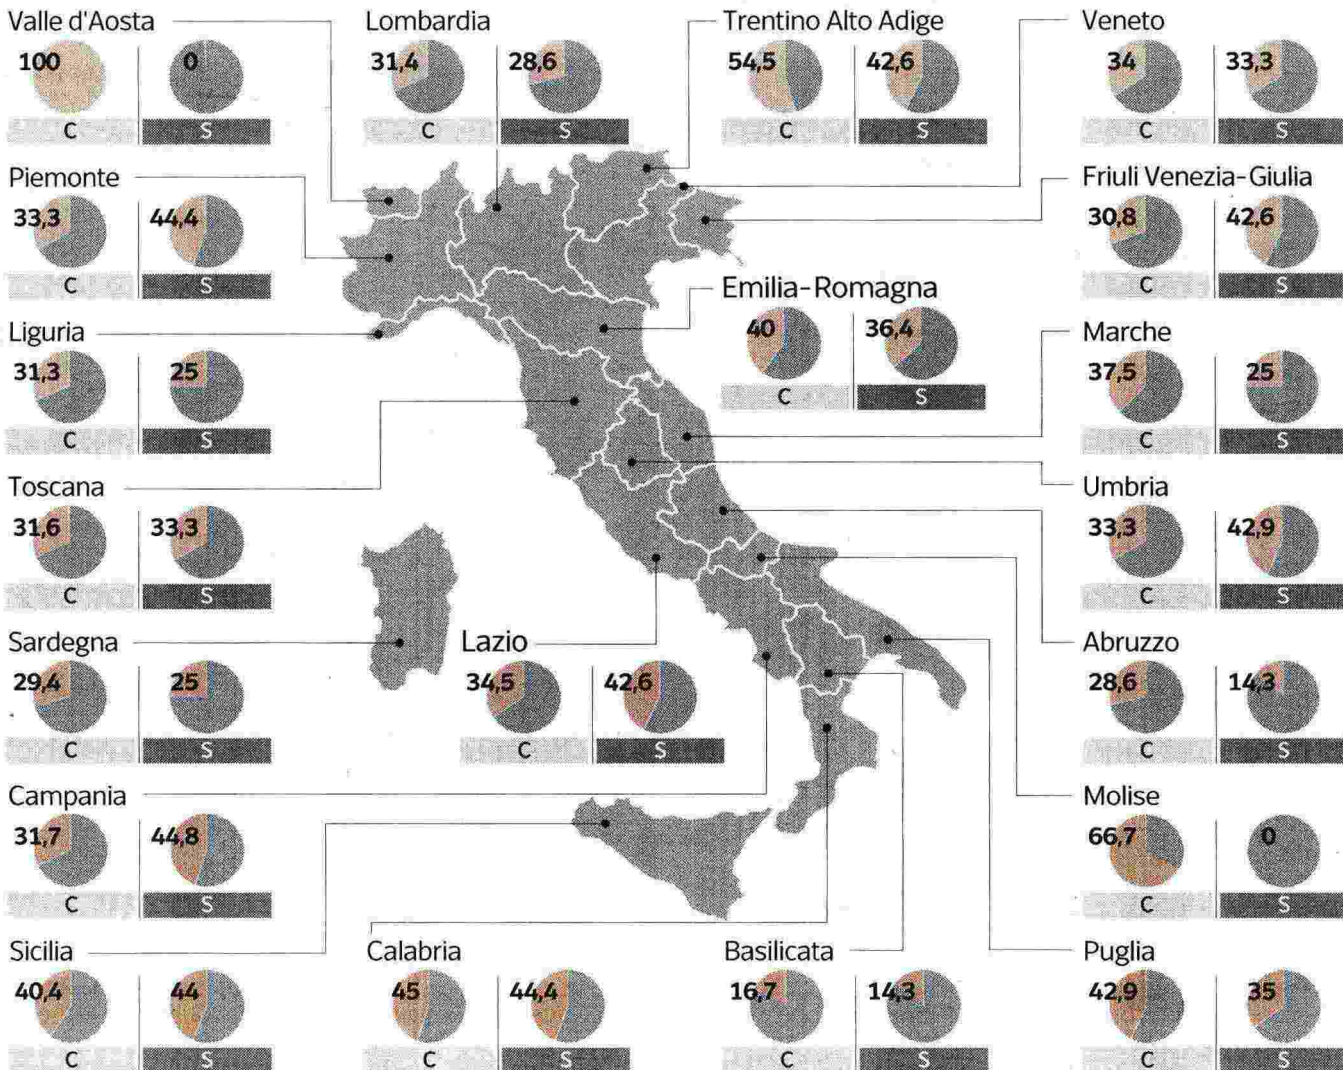 Valle d'Aosta
100 0
C S
Lombardia
31,4 28,6
C S
Trentino Alto Adige
54,5 42,6
C S
Veneto
34 33,3
C S
Piemonte
33,3 44,4
C S
Friuli Venezia-Giulia
30,8 42,6
C S
Emilia-Romagna
40 36,4
C S
Liguria
31,3 25
C S
Marche
37,5 25
C S
Toscana
31,6 33,3
C S
Umbria
33,3 42,9
C S
Sardegna
29,4 25
C S
Lazio
34,5 42,6
C S
Abruzzo
28,6 14,3
C S
Campania
31,7 44,8
C S
Molise
66,7 0
C S
Sicilia
40,4 44
C S
Calabria
45 44,4
C S
Basilicata
16,7 14,3
C S
Puglia
42,9 35
C S